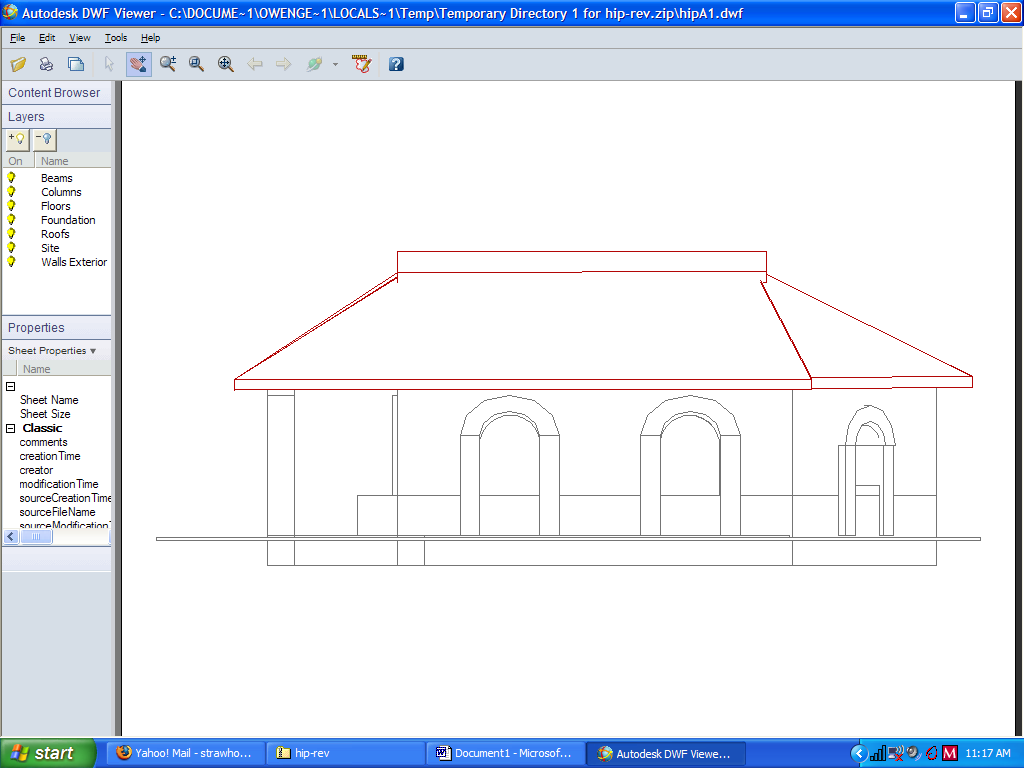 Autodesk DWF Viewer - C:\DOCUME~1\OWENGE~1\LOCALS~1\Temp\Temporary Directory 1 for hip-rev.zip\hipA1.dwf
File Edit View Tools Help
Content Browser
Layers
On Name
Beams
Columns
Floors
Foundation
Roofs
Site
Walls Exterior
Properties
Sheet Properties
Name
Sheet Name
Sheet Size
Classic
comments
creationTime
creator
modificationTime
sourceCreationTime
sourceFileName
sourceModificationT
start Yahoo! Mail - strawho... hip-rev Document1 - Microsof... Autodesk DWF Viewe... M 11:17 AM